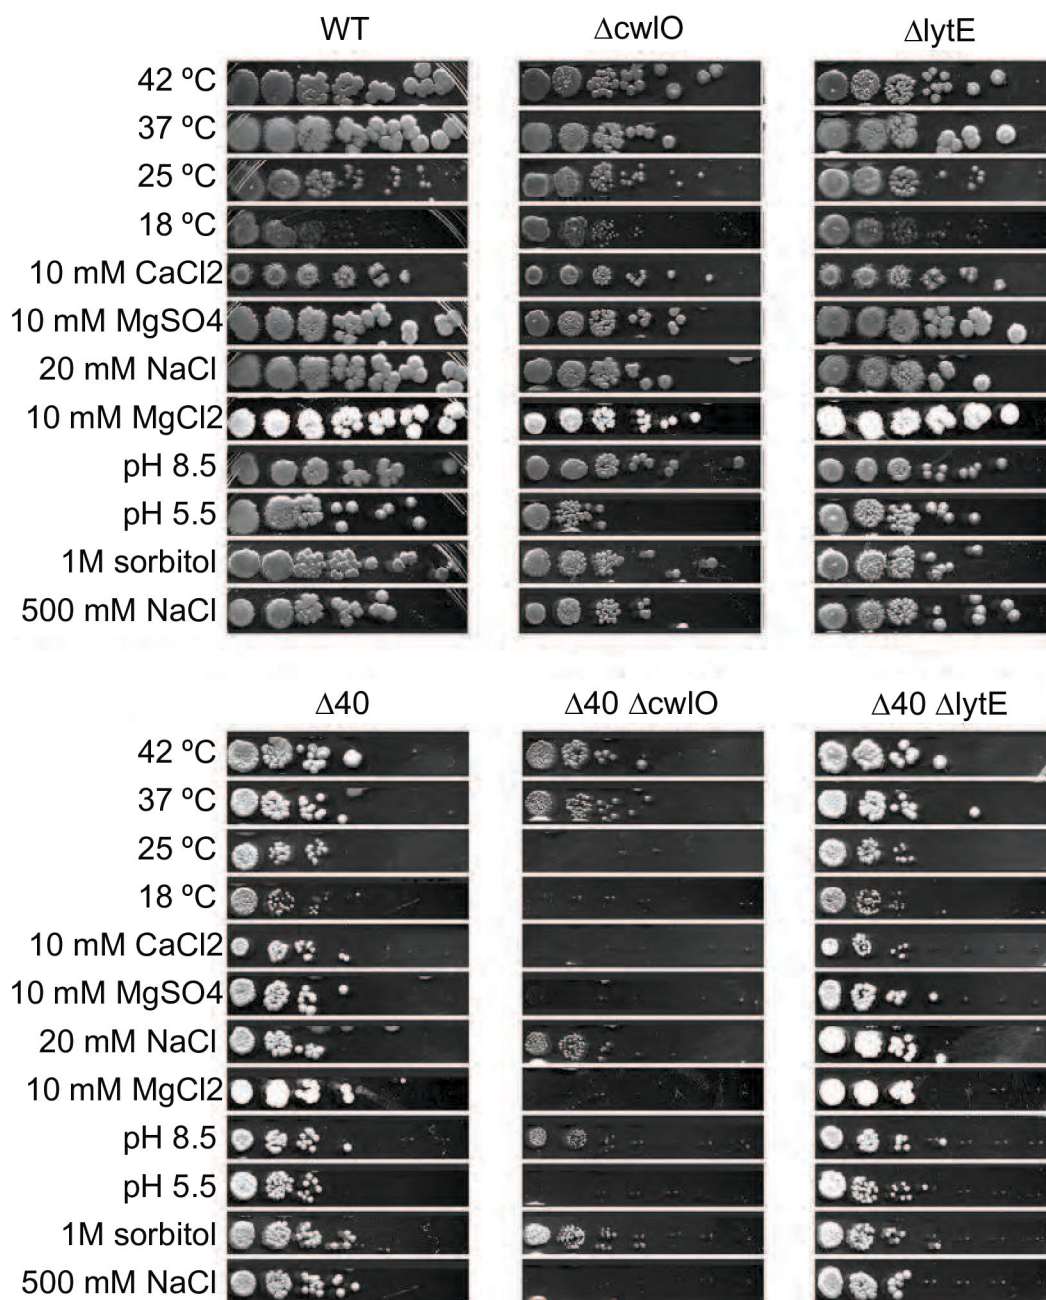 WT ΔcwlO ΔlytE
42 ºC
37 ºC
25 ºC
18 ºC
10 mM CaCl2
10 mM MgSO4
20 mM NaCl
10 mM MgCl2
pH 8.5
pH 5.5
1M sorbitol
500 mM NaCl
Δ40 Δ40 ΔcwlO Δ40 ΔlytE
42 ºC
37 ºC
25 ºC
18 ºC
10 mM CaCl2
10 mM MgSO4
20 mM NaCl
10 mM MgCl2
pH 8.5
pH 5.5
1M sorbitol
500 mM NaCl